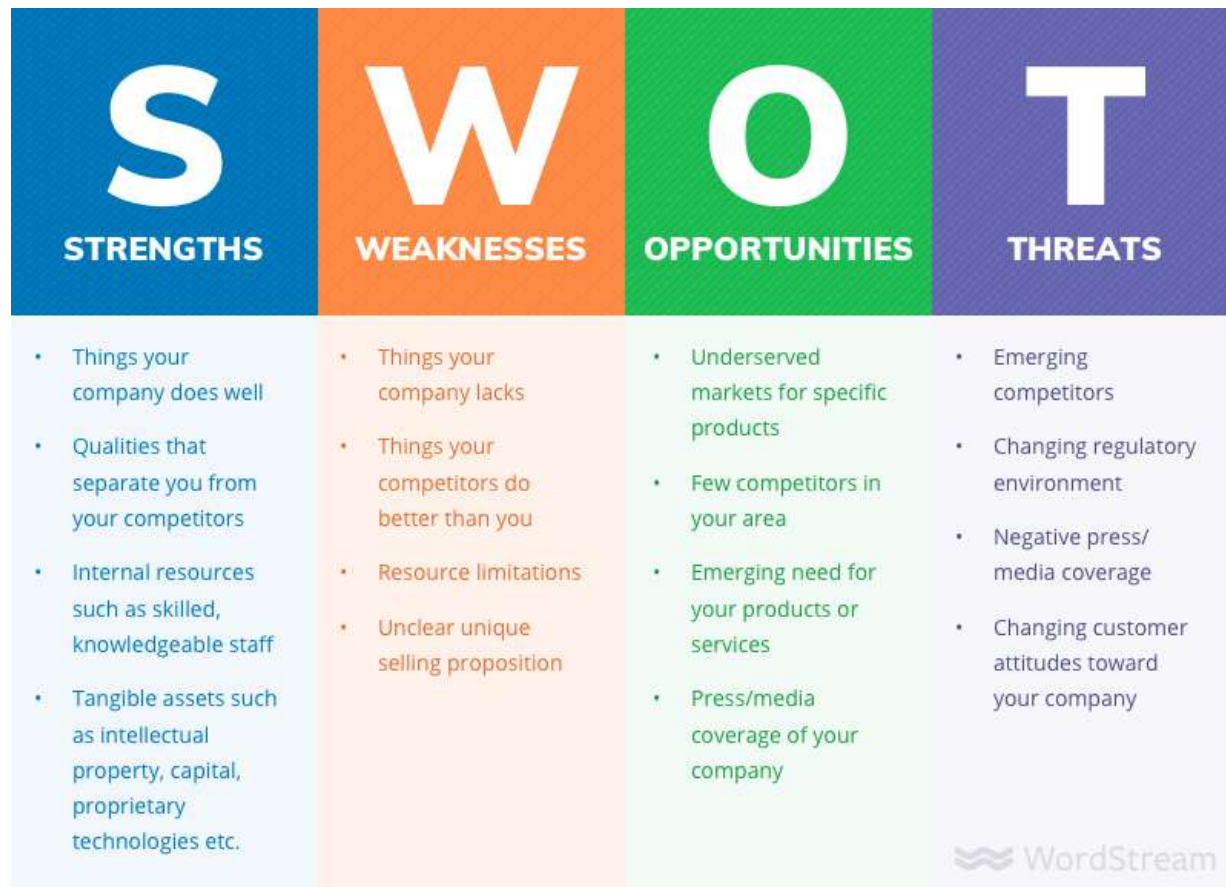 S
STRENGTHS
• Things your
company does well
• Qualities that
separate you from
your competitors
• Internal resources
such as skilled,
knowledgeable staff
• Tangible assets such
as intellectual
property, capital,
proprietary
technologies etc.
W
WEAKNESSES
• Things your
company lacks
• Things your
competitors do
better than you
• Resource limitations
• Unclear unique
selling proposition
O
OPPORTUNITIES
• Underserved
markets for specific
products
• Few competitors in
your area
• Emerging need for
your products or
services
• Press/media
coverage of your
company
T
THREATS
• Emerging
competitors
• Changing regulatory
environment
• Negative press/
media coverage
• Changing customer
attitudes toward
your company
WordStream